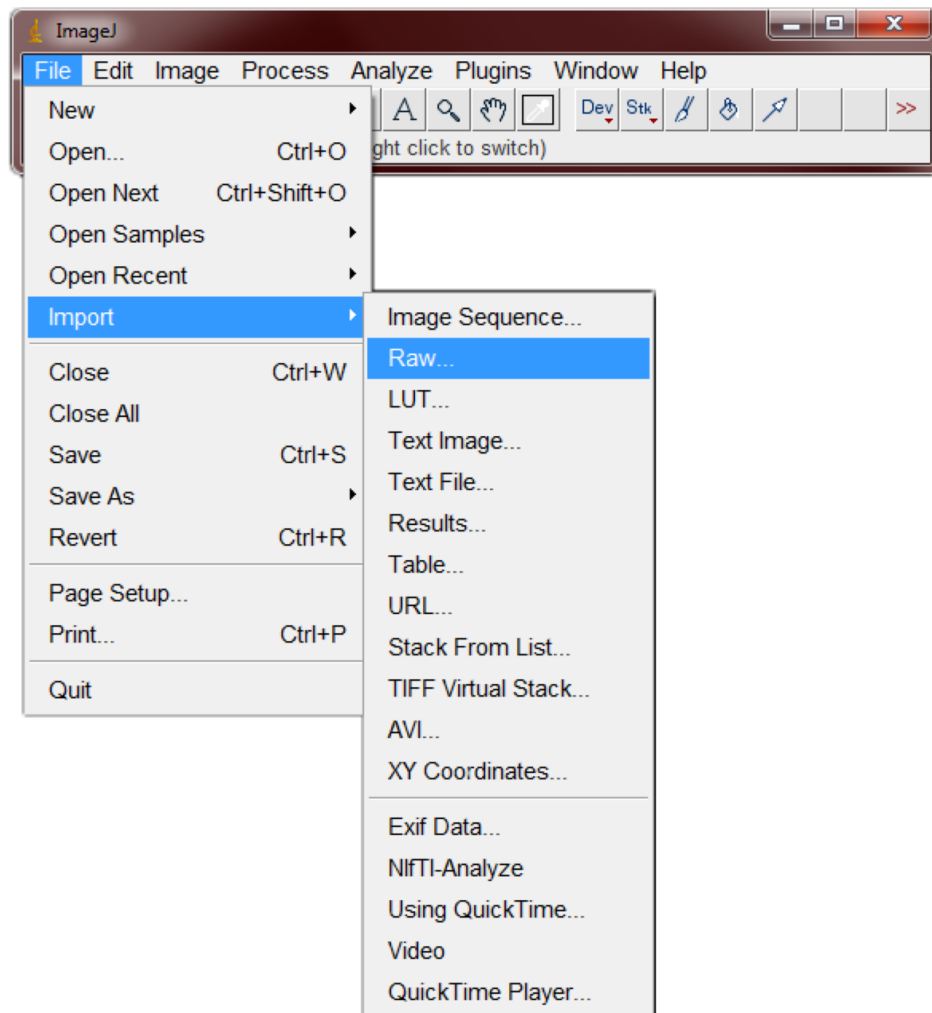 ImageJ
File Edit Image Process Analyze Plugins Window Help
A Dev Stk >>
ght click to switch)
New
Open... Ctrl+O
Open Next Ctrl+Shift+O
Open Samples
Open Recent
Import
Close Ctrl+W
Close All
Save Ctrl+S
Save As
Revert Ctrl+R
Page Setup...
Print... Ctrl+P
Quit
Image Sequence...
Raw...
LUT...
Text Image...
Text File...
Results...
Table...
URL...
Stack From List...
TIFF Virtual Stack...
AVI...
XY Coordinates...
Exif Data...
NIfTI-Analyze
Using QuickTime...
Video
QuickTime Player...